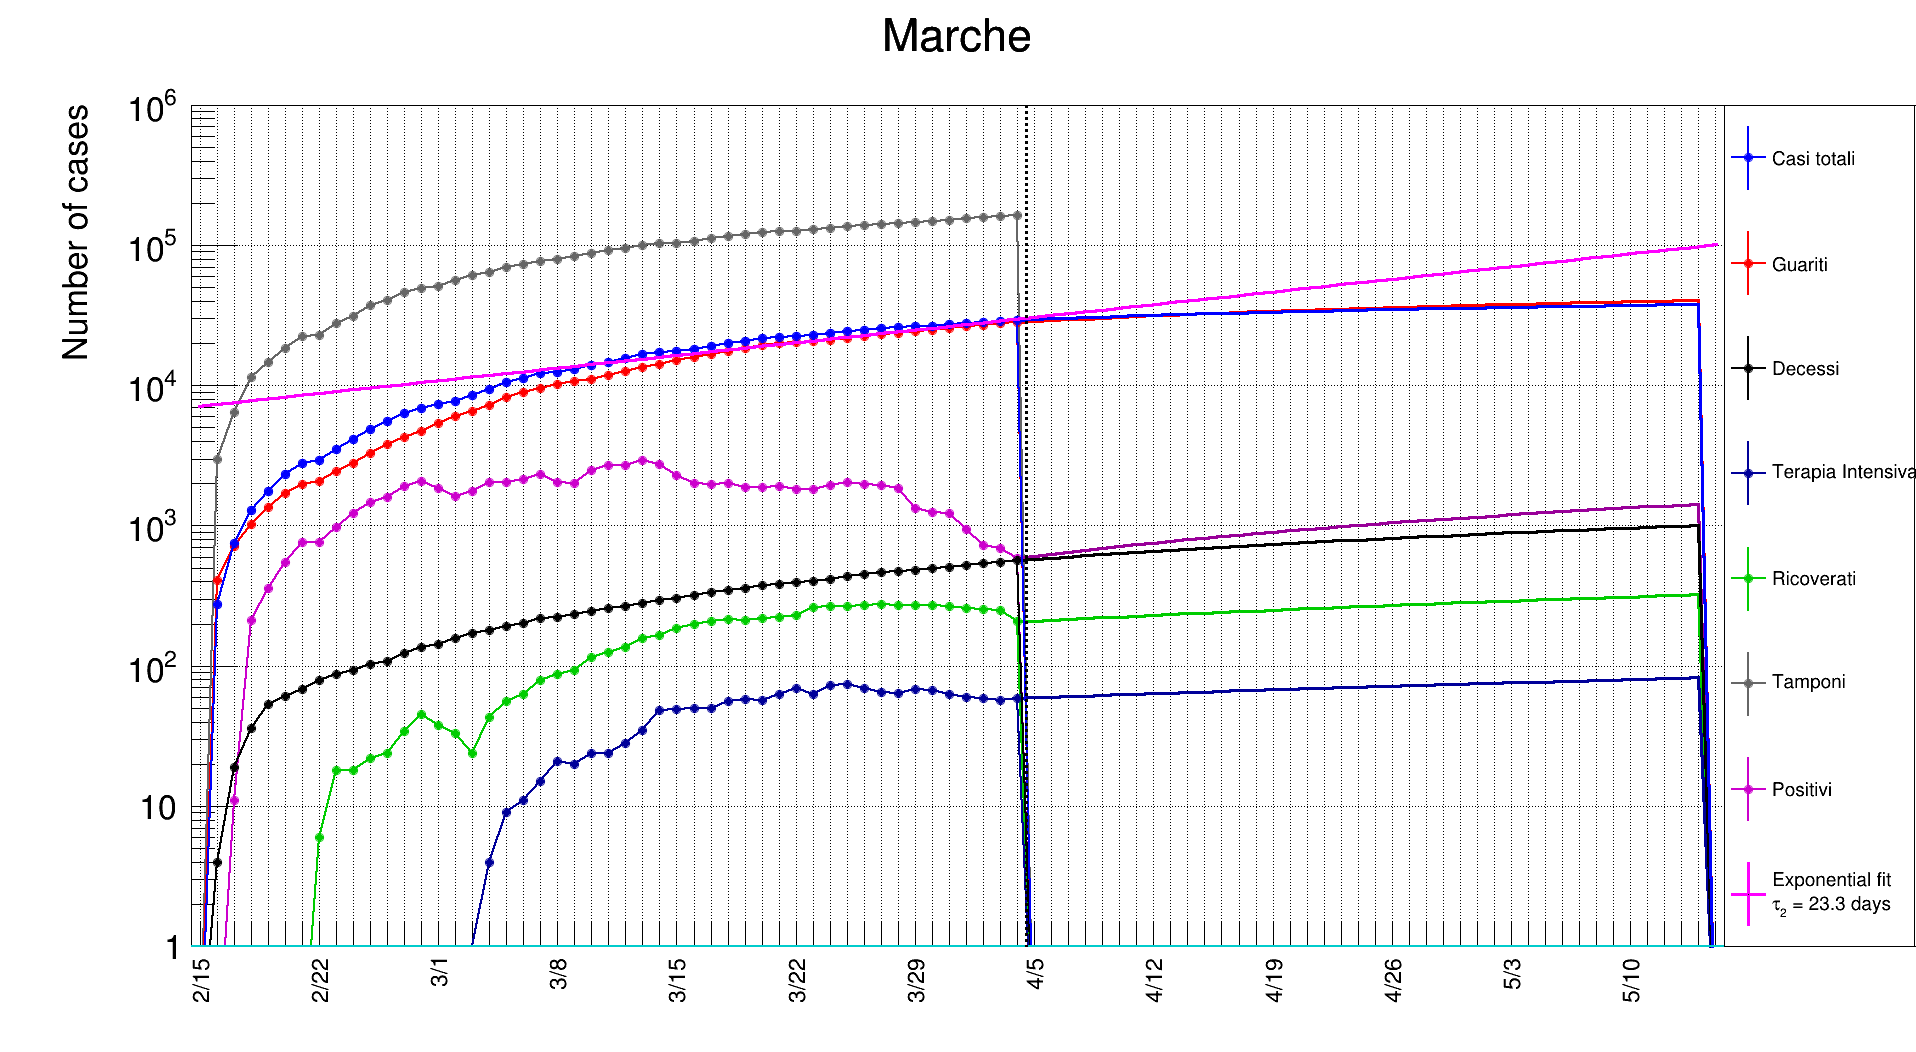 Marche
Number of cases
10^6
10^5
10^4
10^3
10^2
10
1
2/15
2/22
3/1
3/8
3/15
3/22
3/29
4/5
4/12
4/19
4/26
5/3
5/10
Casi totali
Guariti
Decessi
Terapia Intensiva
Ricoverati
Tamponi
Positivi
Exponential fit
τ₂ = 23.3 days